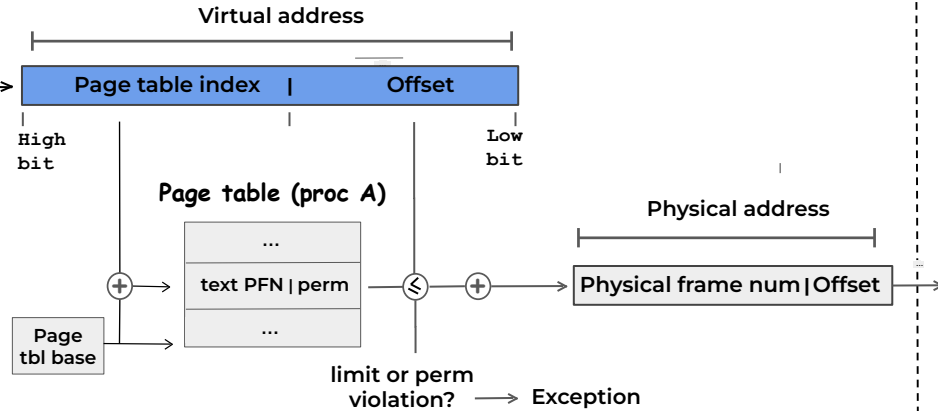 Virtual address
Page table index | Offset
High
bit
Low
bit
Page table (proc A)
Physical address
...
text PFN | perm
...
+
≤
+
Physical frame num|Offset
Page
tbl base
limit or perm
violation?
Exception